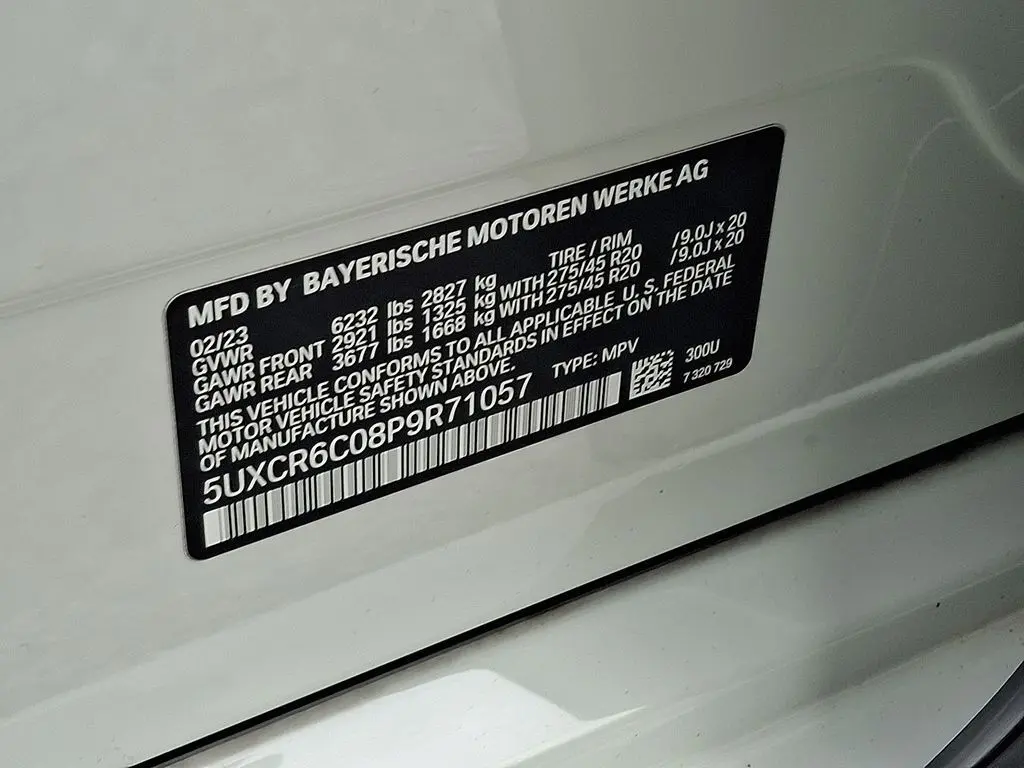 MFD BY BAYERISCHE MOTOREN WERKE AG
02/23
GVWR 6232 lbs 2827 kg TIRE / RIM
GAWR FRONT 2921 lbs 1325 kg WITH 275/45 R20 /9.0J x 20
GAWR REAR 3677 lbs 1668 kg WITH 275/45 R20 /9.0J x 20
THIS VEHICLE CONFORMS TO ALL APPLICABLE U. S. FEDERAL
MOTOR VEHICLE SAFETY STANDARDS IN EFFECT ON THE DATE
OF MANUFACTURE SHOWN ABOVE.
5UXCR6C08P9R71057 TYPE: MPV 300U
7 320 729